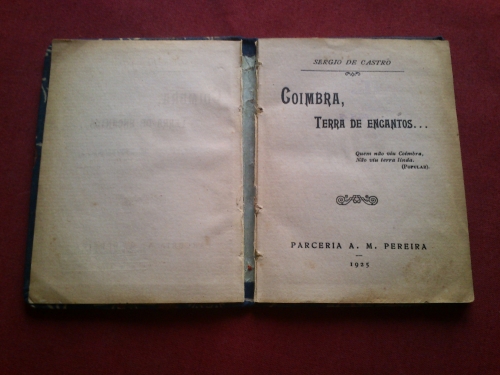 SERGIO DE CASTRO
COIMBRA,
TERRA DE ENCANTOS...
Quem não viu Coimbra,
Não viu terra linda.
(POPULAR).
PARCERIA A. M. PEREIRA
1925